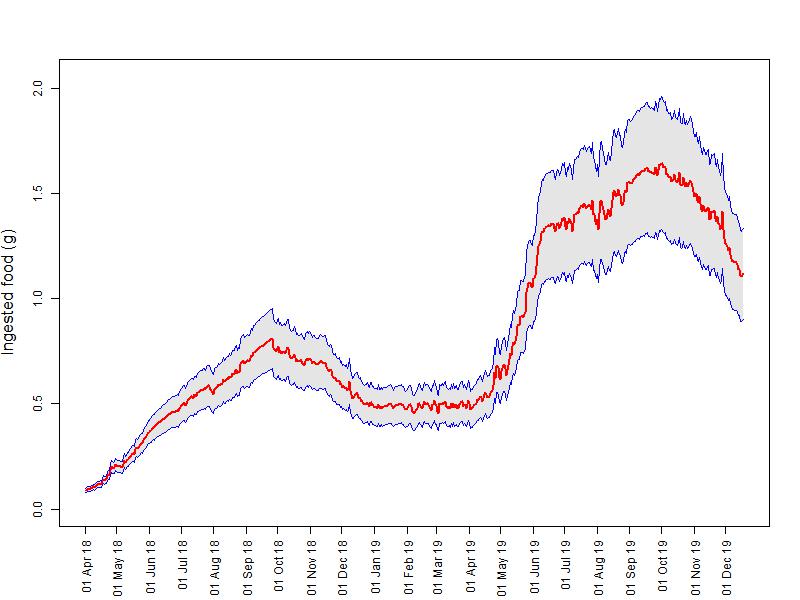 Ingested food (g)
2.0
1.5
1.0
0.5
0.0
01 Apr 18
01 May 18
01 Jun 18
01 Jul 18
01 Aug 18
01 Sep 18
01 Oct 18
01 Nov 18
01 Dec 18
01 Jan 19
01 Feb 19
01 Mar 19
01 Apr 19
01 May 19
01 Jun 19
01 Jul 19
01 Aug 19
01 Sep 19
01 Oct 19
01 Nov 19
01 Dec 19